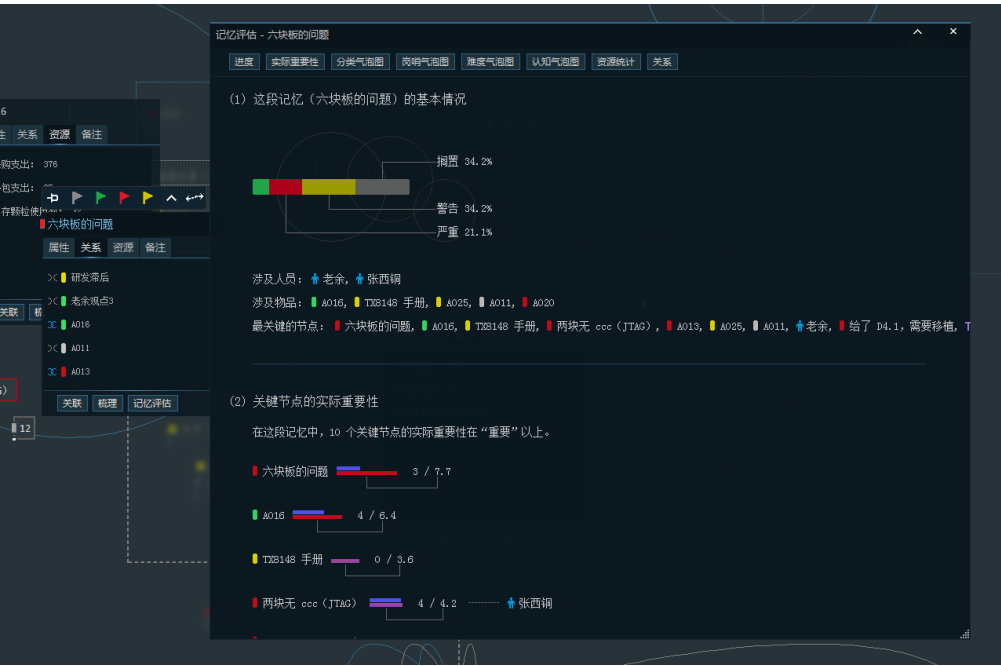 记忆评估 - 六块板的问题
进度 实际重要性 分类气泡图 岗哨气泡图 难度气泡图 认知气泡图 资源统计 关系
(1) 这段记忆（六块板的问题）的基本情况
搁置 34.2%
警告 34.2%
严重 21.1%
涉及人员: 老余, 张西铜
涉及物品: A016, TX8148 手册, A025, A011, A020
最关键的节点: 六块板的问题, A016, TX8148 手册, 两块无 ccc（JTAG）, A013, A025, A011, 老余, 给了 D4.1，需要移植, T
(2) 关键节点的实际重要性
在这段记忆中，10 个关键节点的实际重要性在“重要”以上。
六块板的问题 3 / 7.7
A016 4 / 6.4
TX8148 手册 0 / 3.6
两块无 ccc（JTAG） 4 / 4.2 张西铜
6
性 关系 资源 备注
购支出: 376
包支出:
存颗粒使
六块板的问题
属性 关系 资源 备注
研发滞后
老余观点3
A016
A011
A013
关联 梳理 记忆评估
关联
12